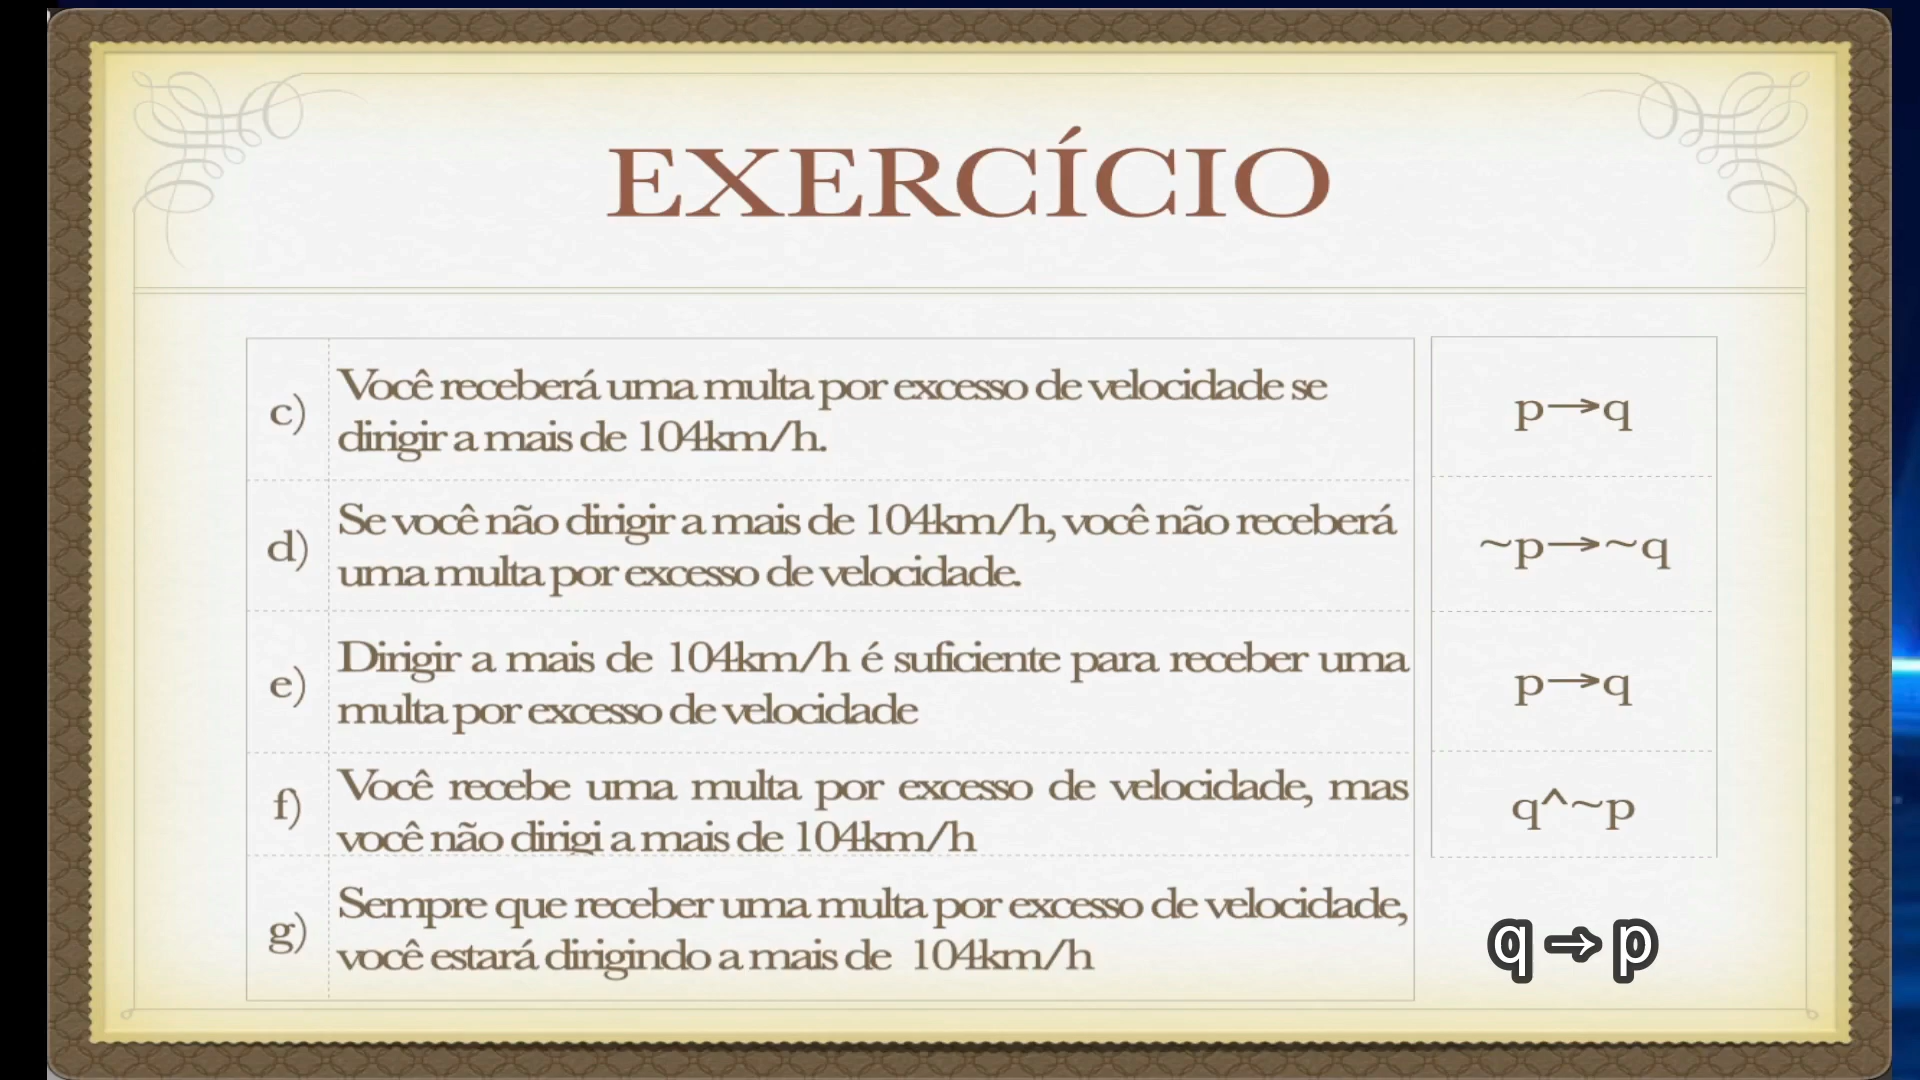 EXERCÍCIO
c) Você receberá uma multa por excesso de velocidade se
dirigir a mais de 104km/h.
p→q
d) Se você não dirigir a mais de 104km/h, você não receberá
uma multa por excesso de velocidade.
~p→~q
e) Dirigir a mais de 104km/h é suficiente para receber uma
multa por excesso de velocidade
p→q
f) Você recebe uma multa por excesso de velocidade, mas
você não dirigi a mais de 104km/h
q^~p
g) Sempre que receber uma multa por excesso de velocidade,
você estará dirigindo a mais de 104km/h
q→p